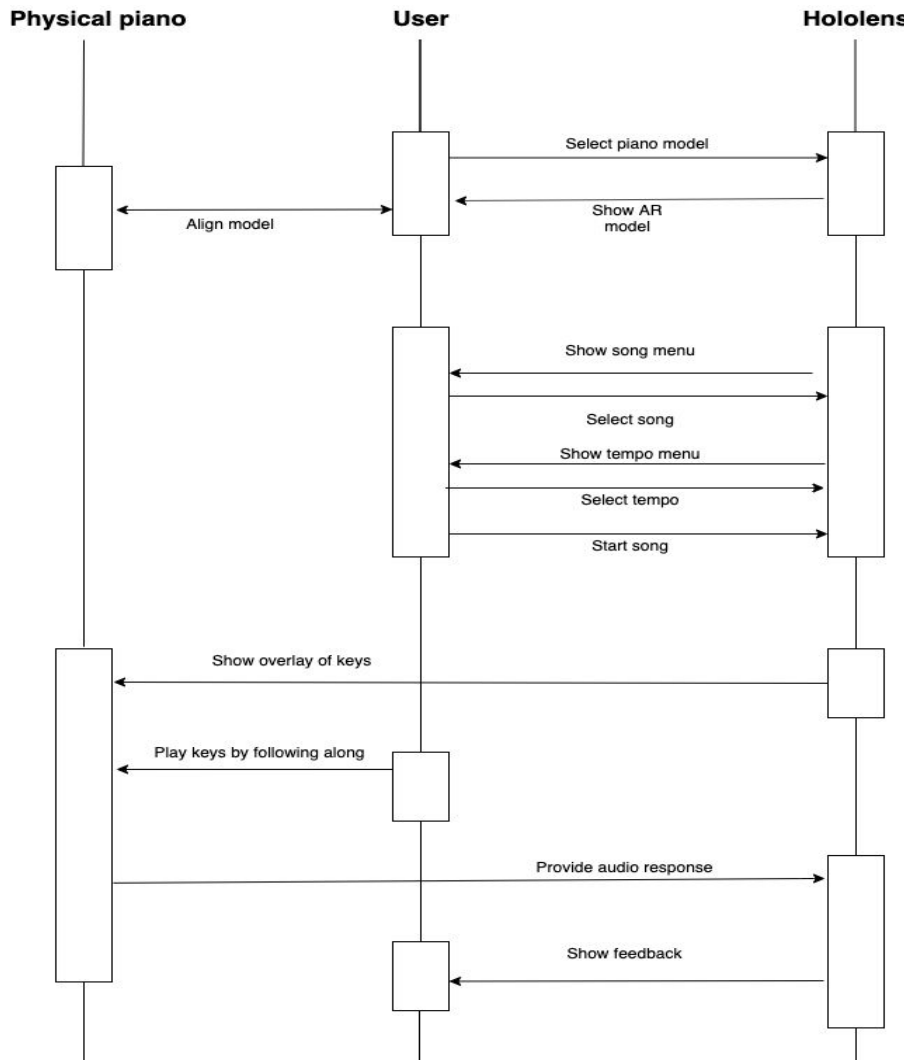 Physical piano
User
Hololens
Select piano model
Show AR
model
Align model
Show song menu
Select song
Show tempo menu
Select tempo
Start song
Show overlay of keys
Play keys by following along
Provide audio response
Show feedback